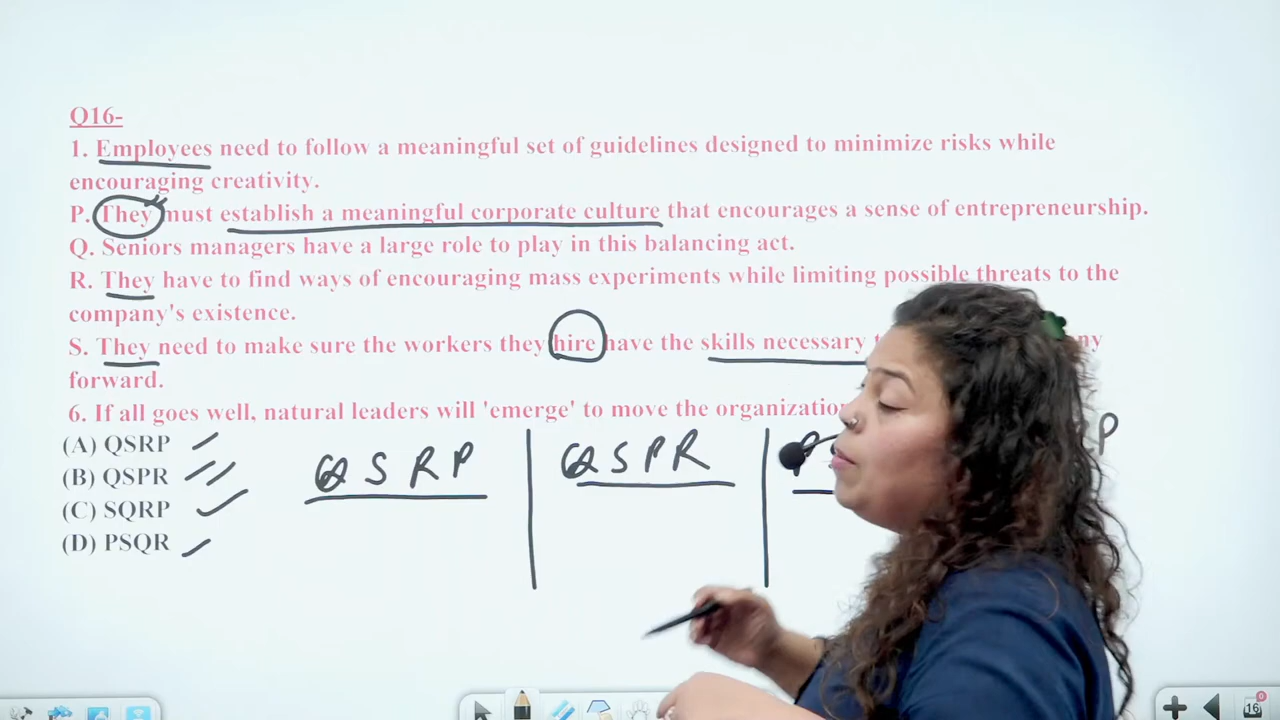 Q16-
1. Employees need to follow a meaningful set of guidelines designed to minimize risks while
encouraging creativity.
P. They must establish a meaningful corporate culture that encourages a sense of entrepreneurship.
Q. Seniors managers have a large role to play in this balancing act.
R. They have to find ways of encouraging mass experiments while limiting possible threats to the
company's existence.
S. They need to make sure the workers they hire have the skills necessary
forward.
6. If all goes well, natural leaders will 'emerge' to move the organization
(A) QSRP
(B) QSPR
(C) SQRP
(D) PSQR
QSRP
QSPR
P
16